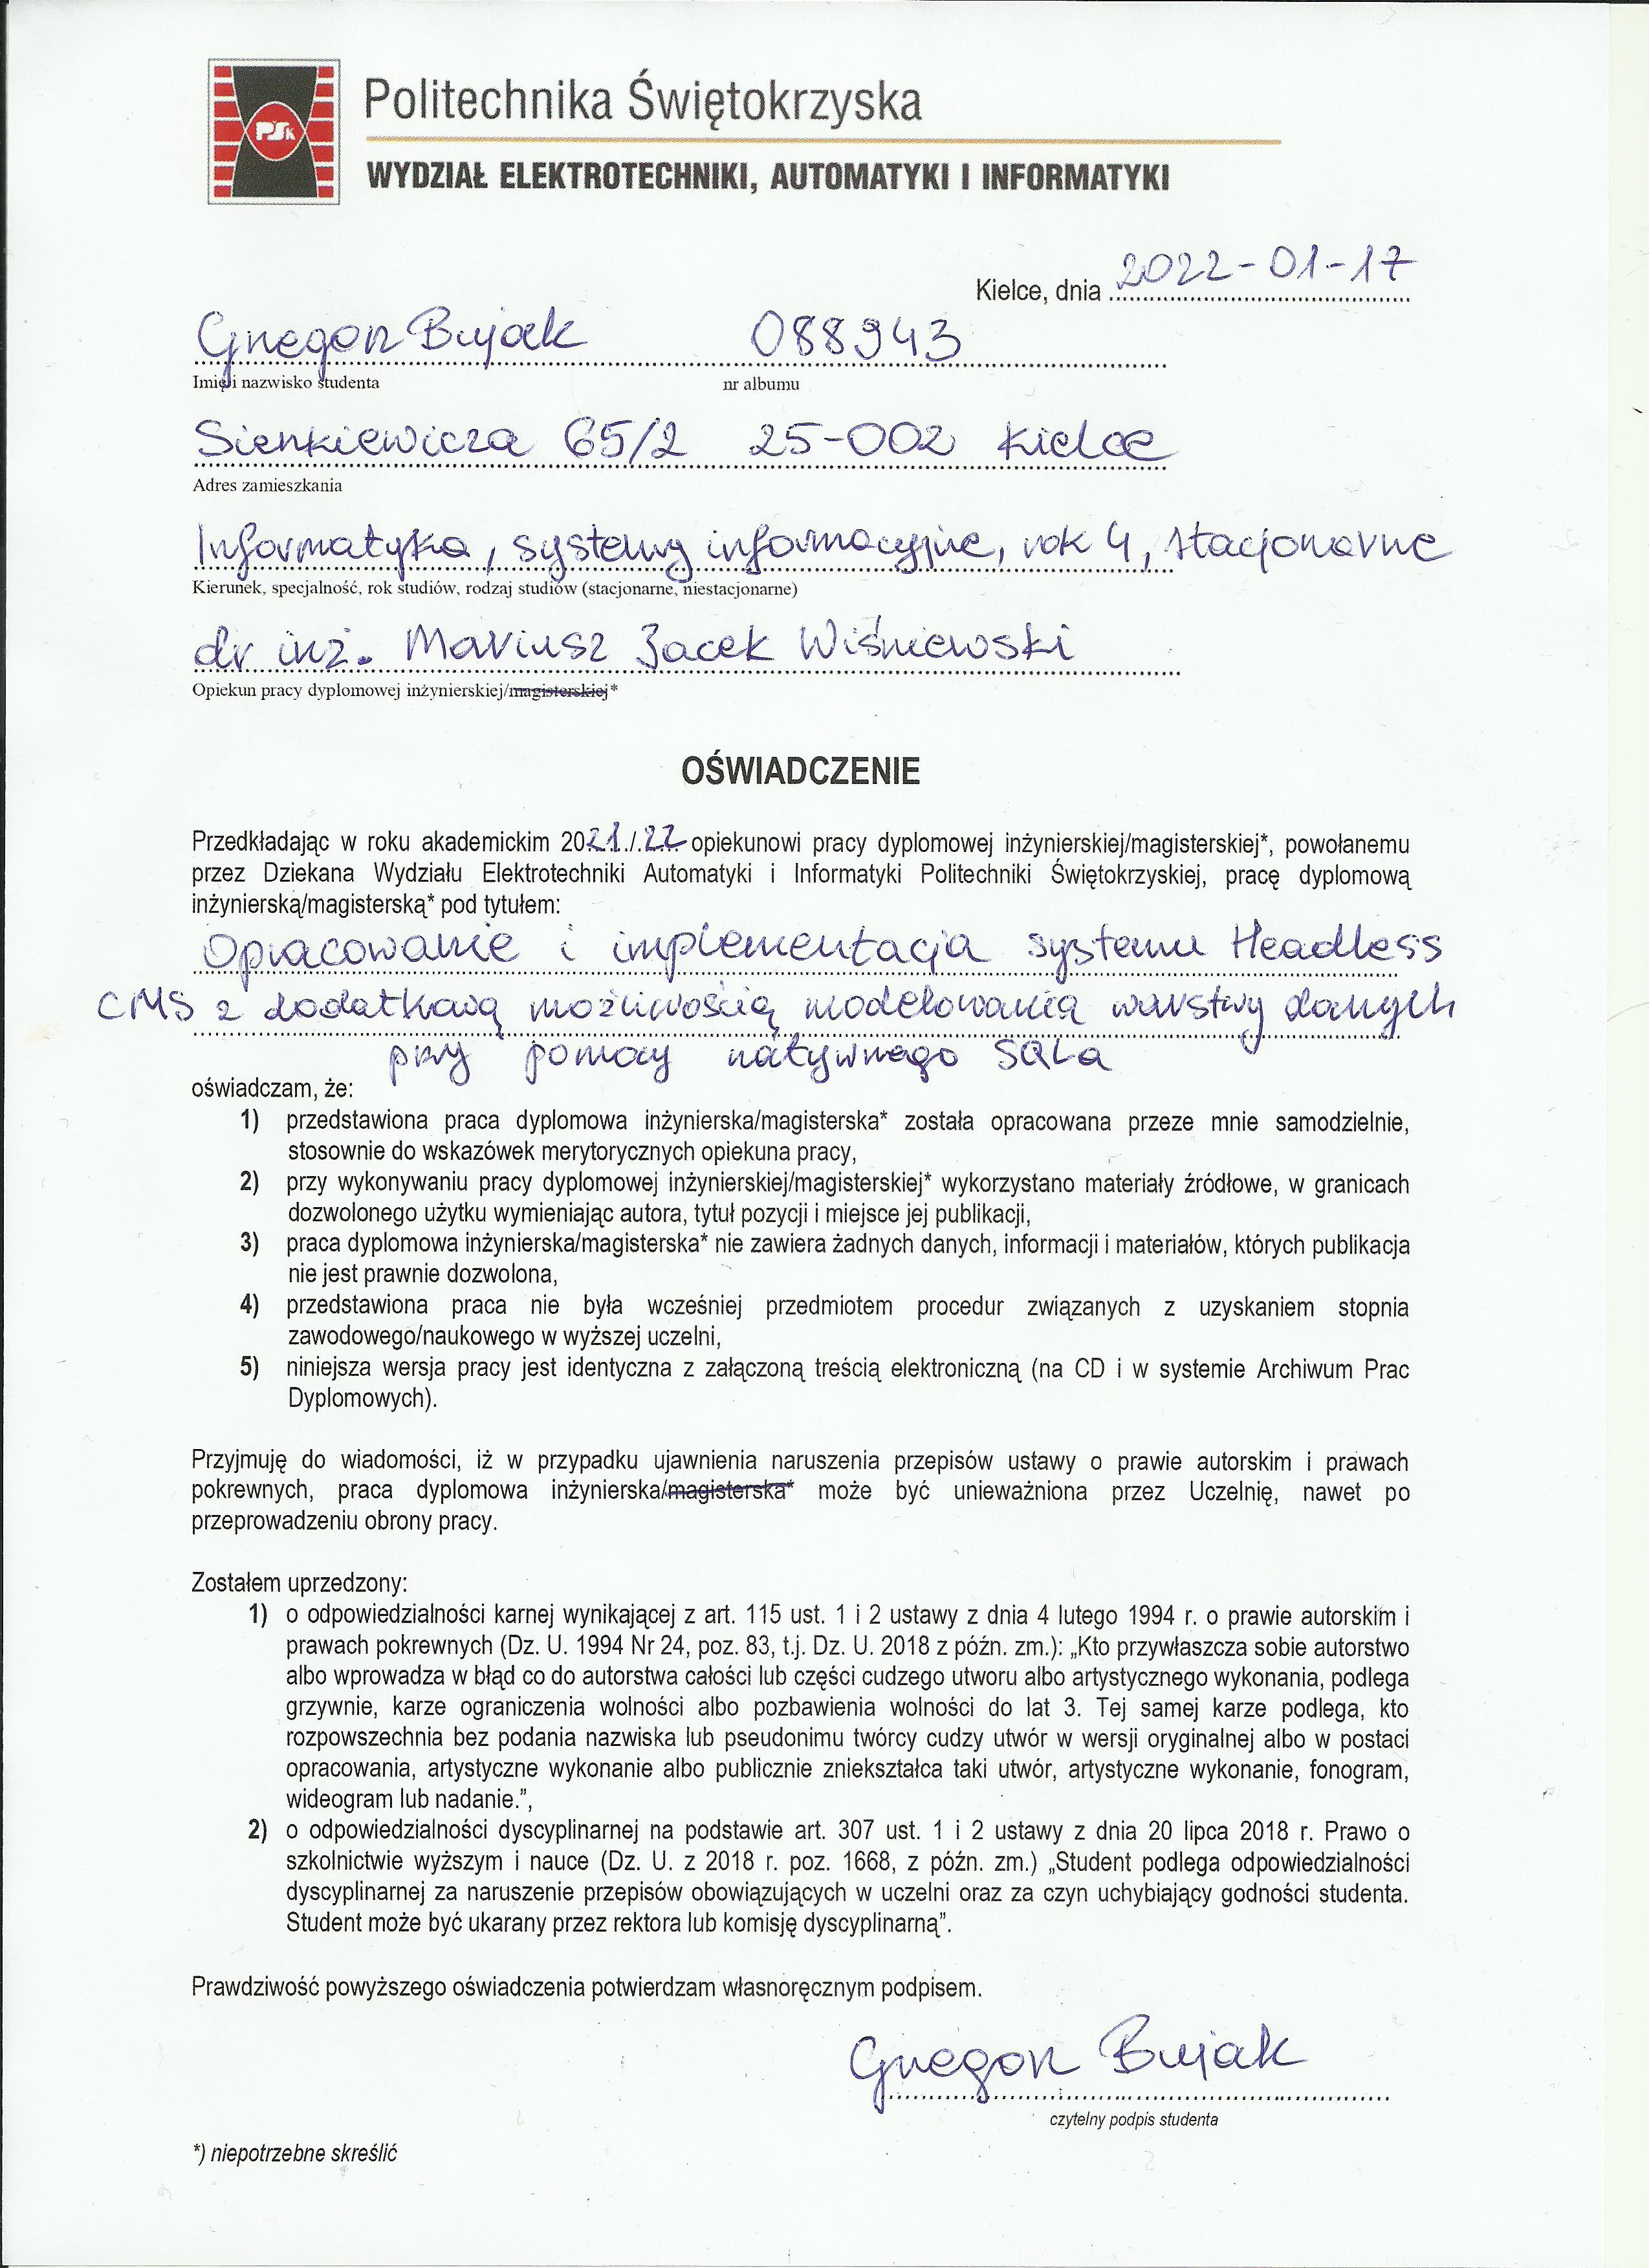 PŚk
Politechnika Świętokrzyska
WYDZIAŁ ELEKTROTECHNIKI, AUTOMATYKI I INFORMATYKI
Kielce, dnia 2022-01-17
Grzegorz Bujak 088943
Imię i nazwisko studenta nr albumu
Sienkiewicza 65/2 25-002 Kielce
Adres zamieszkania
Informatyka, systemy informacyjne, rok 4, stacjonarne
Kierunek, specjalność, rok studiów, rodzaj studiów (stacjonarne, niestacjonarne)
dr inż. Mariusz Jacek Wiśniewski
Opiekun pracy dyplomowej inżynierskiej/magisterskiej*
OŚWIADCZENIE
Przedkładając w roku akademickim 2021/22 opiekunowi pracy dyplomowej inżynierskiej/magisterskiej*, powołanemu
przez Dziekana Wydziału Elektrotechniki Automatyki i Informatyki Politechniki Świętokrzyskiej, pracę dyplomową
inżynierską/magisterską* pod tytułem:
Opracowanie i implementacja systemu Headless
CMS z dodatkową możliwością modelowania warstwy danych
przy pomocy natywnego SQLa
oświadczam, że:
1) przedstawiona praca dyplomowa inżynierska/magisterska* została opracowana przeze mnie samodzielnie,
stosownie do wskazówek merytorycznych opiekuna pracy,
2) przy wykonywaniu pracy dyplomowej inżynierskiej/magisterskiej* wykorzystano materiały źródłowe, w granicach
dozwolonego użytku wymieniając autora, tytuł pozycji i miejsce jej publikacji,
3) praca dyplomowa inżynierska/magisterska* nie zawiera żadnych danych, informacji i materiałów, których publikacja
nie jest prawnie dozwolona,
4) przedstawiona praca nie była wcześniej przedmiotem procedur związanych z uzyskaniem stopnia
zawodowego/naukowego w wyższej uczelni,
5) niniejsza wersja pracy jest identyczna z załączoną treścią elektroniczną (na CD i w systemie Archiwum Prac
Dyplomowych).
Przyjmuję do wiadomości, iż w przypadku ujawnienia naruszenia przepisów ustawy o prawie autorskim i prawach
pokrewnych, praca dyplomowa inżynierska/magisterska* może być unieważniona przez Uczelnię, nawet po
przeprowadzeniu obrony pracy.
Zostałem uprzedzony:
1) o odpowiedzialności karnej wynikającej z art. 115 ust. 1 i 2 ustawy z dnia 4 lutego 1994 r. o prawie autorskim i
prawach pokrewnych (Dz. U. 1994 Nr 24, poz. 83, t.j. Dz. U. 2018 z późn. zm.): „Kto przywłaszcza sobie autorstwo
albo wprowadza w błąd co do autorstwa całości lub części cudzego utworu albo artystycznego wykonania, podlega
grzywnie, karze ograniczenia wolności albo pozbawienia wolności do lat 3. Tej samej karze podlega, kto
rozpowszechnia bez podania nazwiska lub pseudonimu twórcy cudzy utwór w wersji oryginalnej albo w postaci
opracowania, artystyczne wykonanie albo publicznie zniekształca taki utwór, artystyczne wykonanie, fonogram,
wideogram lub nadanie.”,
2) o odpowiedzialności dyscyplinarnej na podstawie art. 307 ust. 1 i 2 ustawy z dnia 20 lipca 2018 r. Prawo o
szkolnictwie wyższym i nauce (Dz. U. z 2018 r. poz. 1668, z późn. zm.) „Student podlega odpowiedzialności
dyscyplinarnej za naruszenie przepisów obowiązujących w uczelni oraz za czyn uchybiający godności studenta.
Student może być ukarany przez rektora lub komisję dyscyplinarną”.
Prawdziwość powyższego oświadczenia potwierdzam własnoręcznym podpisem.
Grzegorz Bujak
czytelny podpis studenta
*) niepotrzebne skreślić